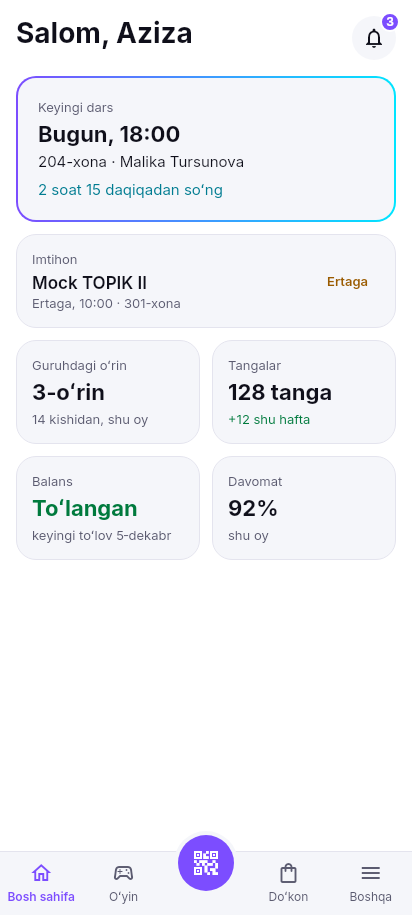 Salom, Aziza
3
Keyingi dars
Bugun, 18:00
204-xona · Malika Tursunova
2 soat 15 daqiqadan soʻng
Imtihon
Mock TOPIK II
Ertaga
Ertaga, 10:00 · 301-xona
Guruhdagi oʻrin
3-oʻrin
14 kishidan, shu oy
Tangalar
128 tanga
+12 shu hafta
Balans
Toʻlangan
keyingi toʻlov 5-dekabr
Davomat
92%
shu oy
Bosh sahifa
Oʻyin
Doʻkon
Boshqa